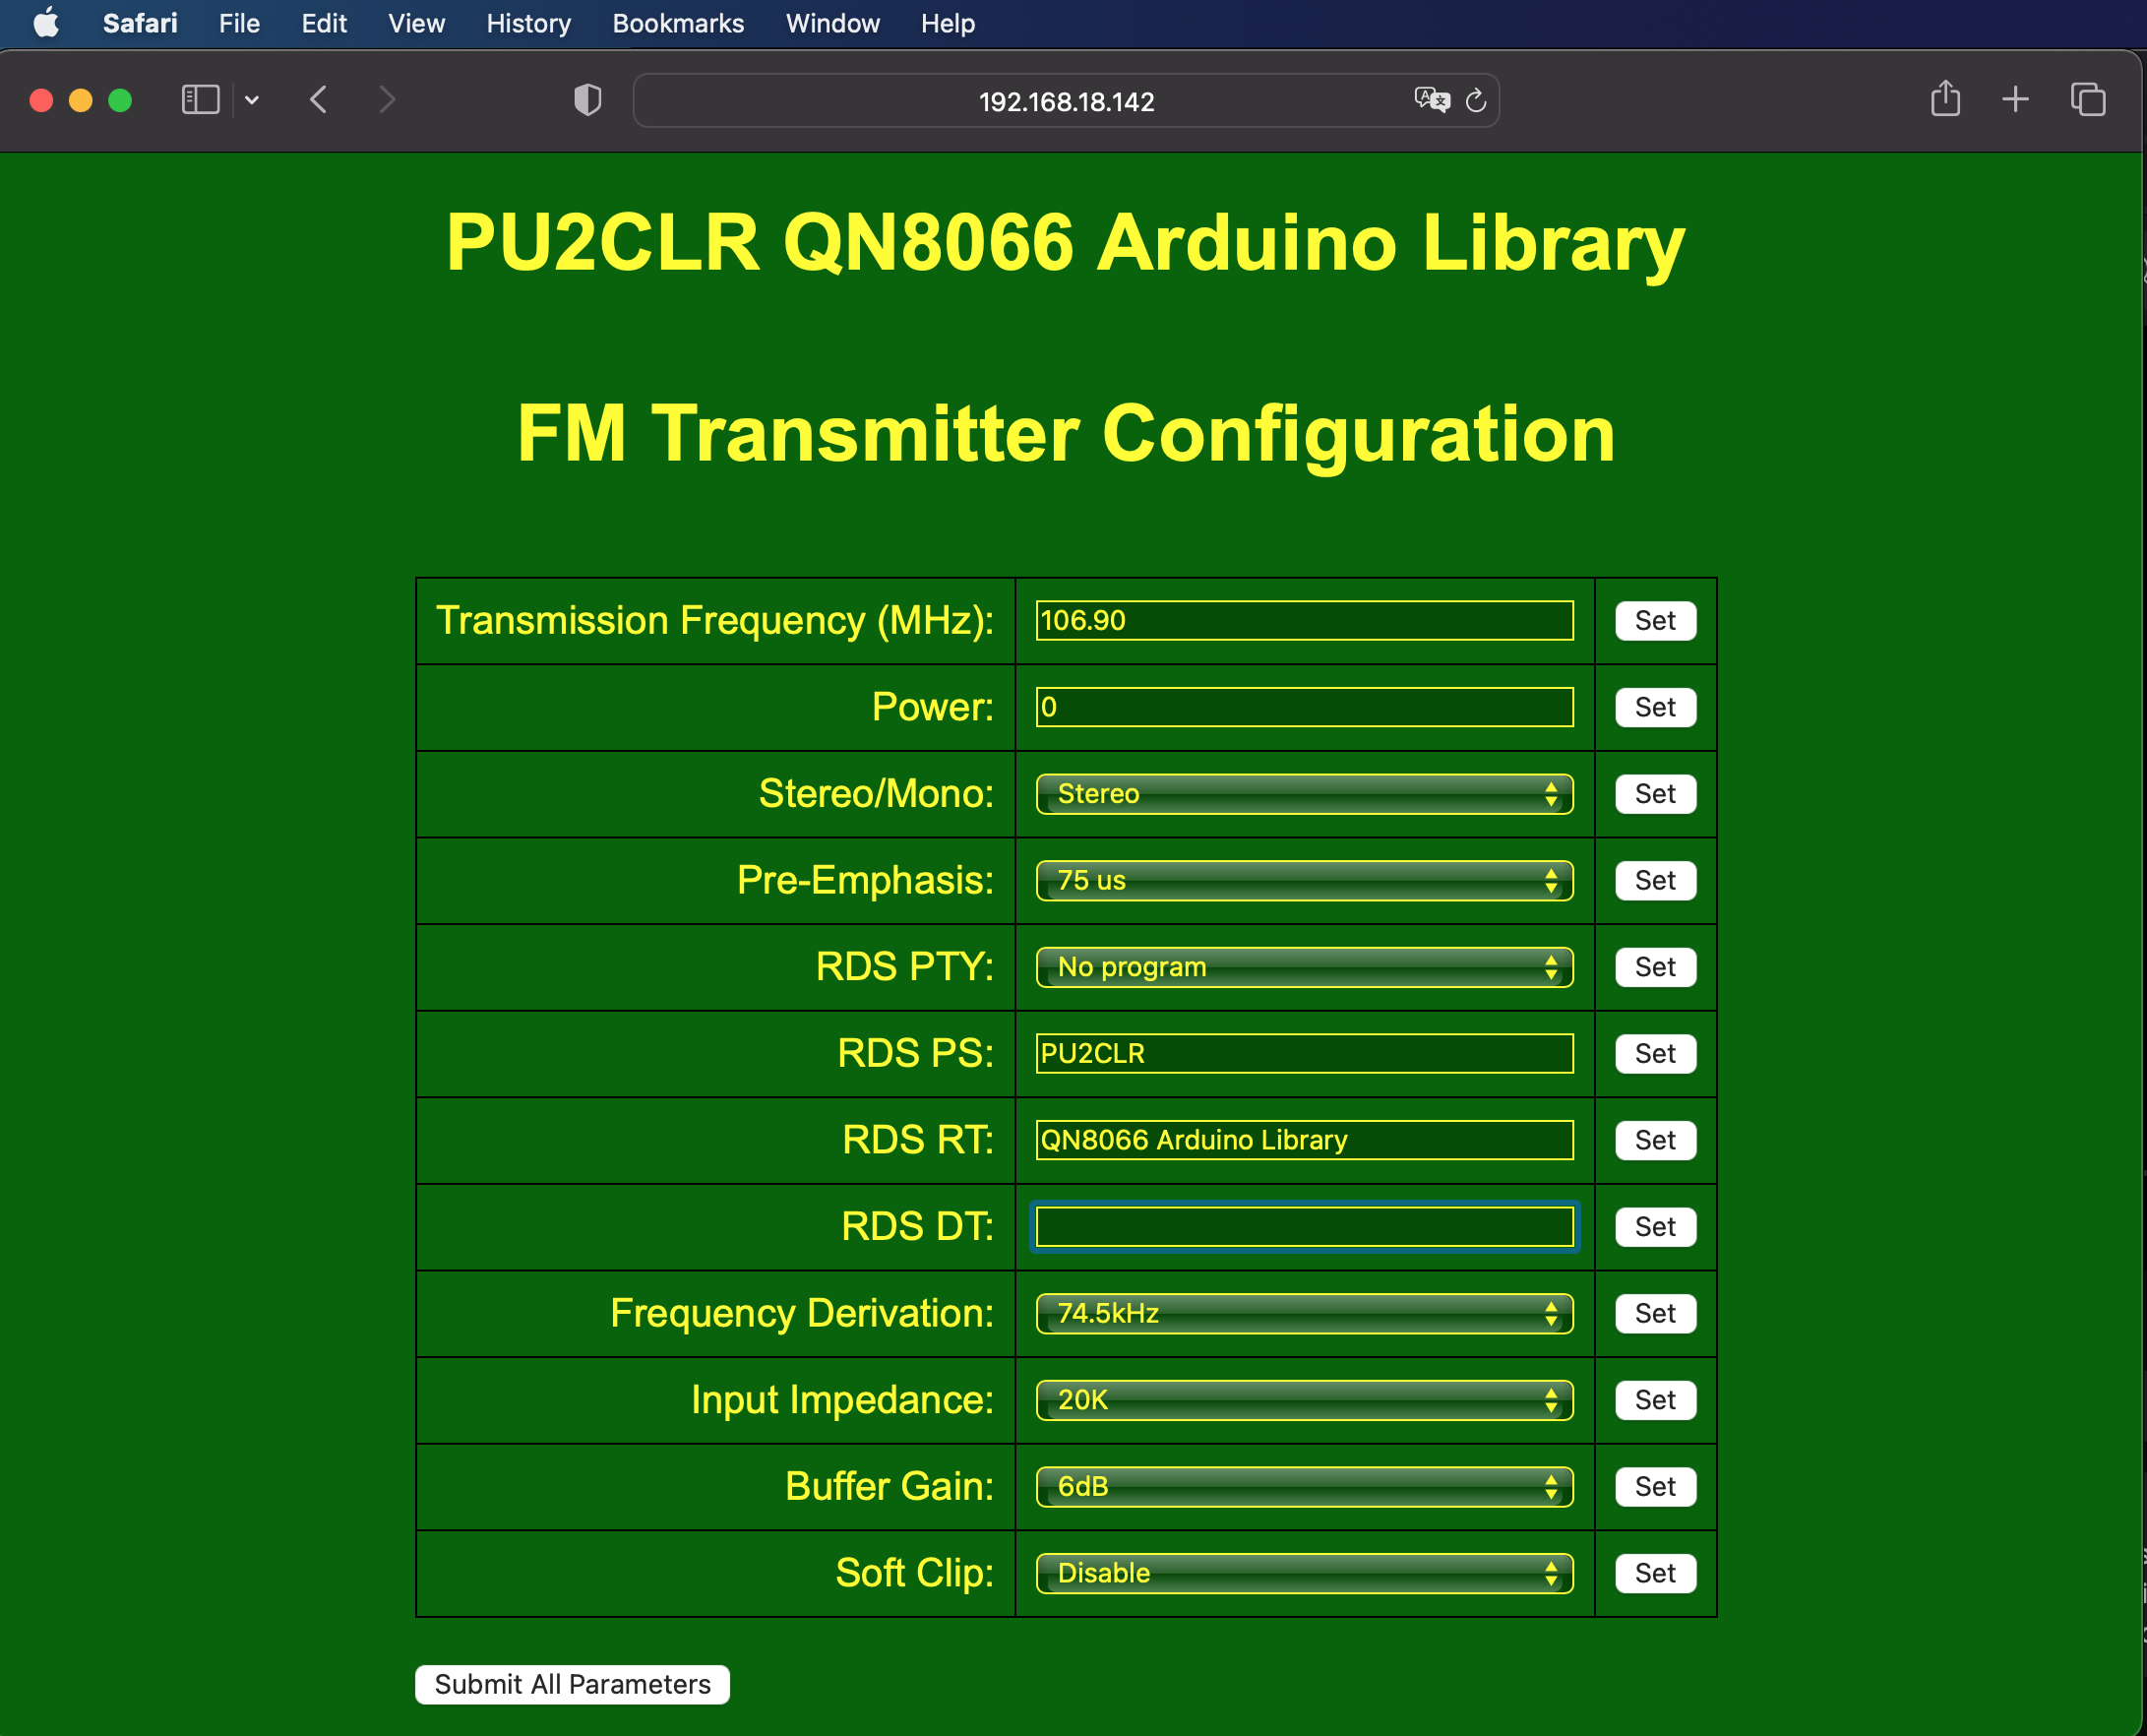 Safari File Edit View History Bookmarks Window Help
192.168.18.142
PU2CLR QN8066 Arduino Library
FM Transmitter Configuration
Transmission Frequency (MHz): 106.90 Set
Power: 0 Set
Stereo/Mono: Stereo Set
Pre-Emphasis: 75 us Set
RDS PTY: No program Set
RDS PS: PU2CLR Set
RDS RT: QN8066 Arduino Library Set
RDS DT: Set
Frequency Derivation: 74.5kHz Set
Input Impedance: 20K Set
Buffer Gain: 6dB Set
Soft Clip: Disable Set
Submit All Parameters